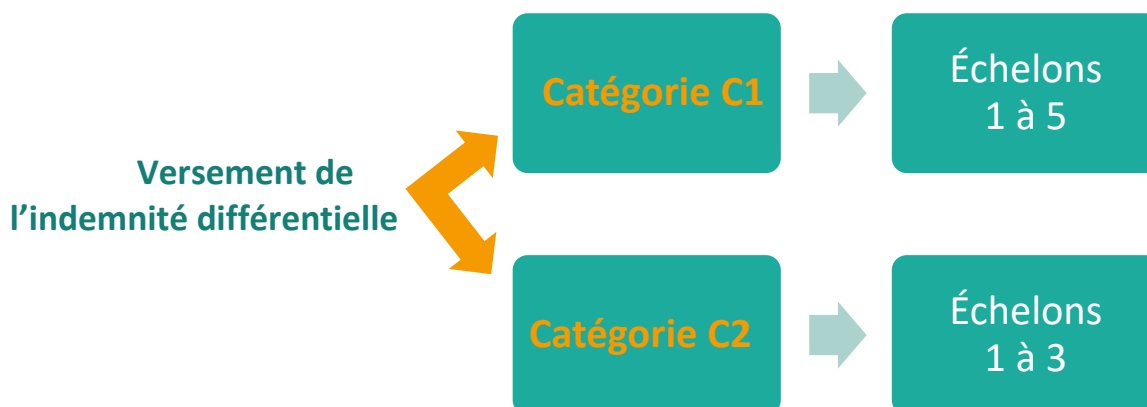 Versement de
l’indemnité différentielle
Catégorie C1
Échelons
1 à 5
Catégorie C2
Échelons
1 à 3